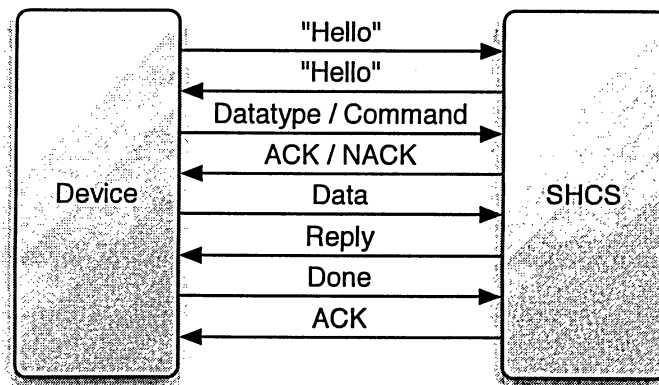 "Hello"
"Hello"
Datatype / Command
ACK / NACK
Device
Data
SHCS
Reply
Done
ACK